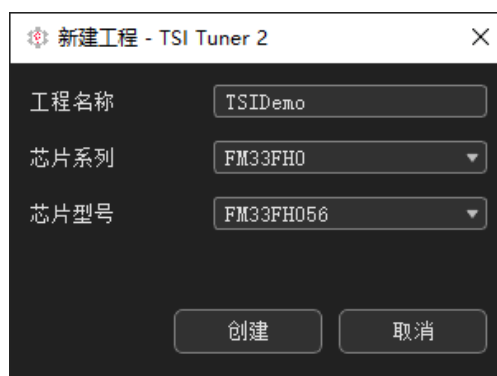 新建工程 - TSI Tuner 2
工程名称 TSIDemo
芯片系列 FM33FH0
芯片型号 FM33FH056
创建 取消